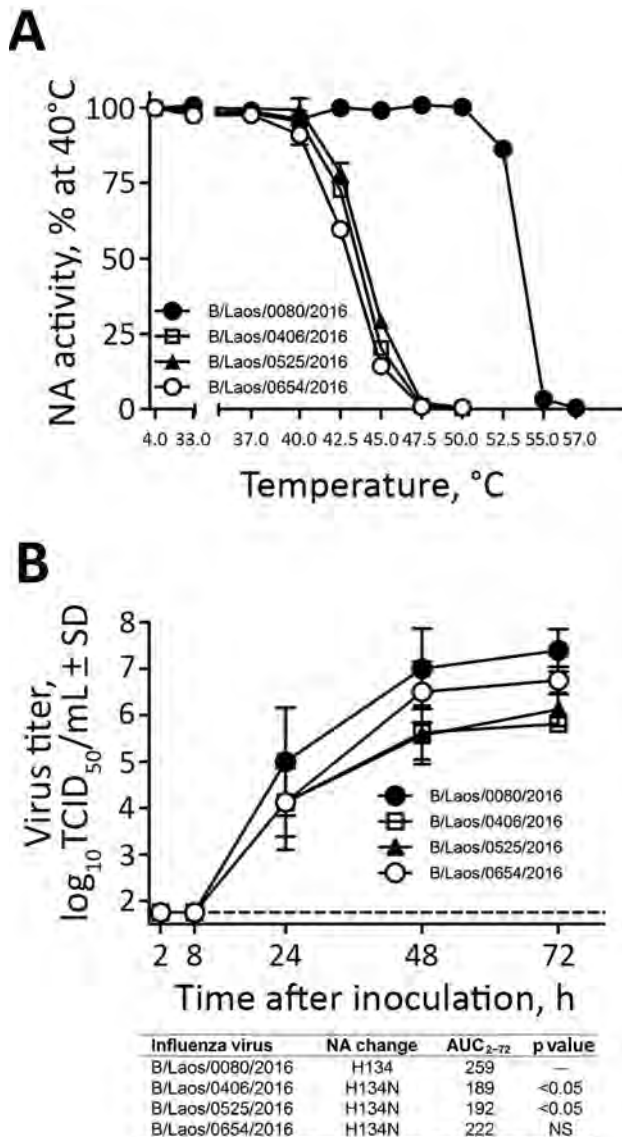 A
NA activity, % at 40°C
100
75
50
25
0
B/Laos/0080/2016
B/Laos/0406/2016
B/Laos/0525/2016
B/Laos/0654/2016
4.0 33.0 37.0 40.0 42.5 45.0 47.5 50.0 52.5 55.0 57.0
Temperature, °C
B
Virus titer,
log10 TCID50/mL ± SD
8
7
6
5
4
3
2
B/Laos/0080/2016
B/Laos/0406/2016
B/Laos/0525/2016
B/Laos/0654/2016
2 8 24 48 72
Time after inoculation, h
Influenza virus NA change AUC2–72 p value
B/Laos/0080/2016 H134 259 —
B/Laos/0406/2016 H134N 189 <0.05
B/Laos/0525/2016 H134N 192 <0.05
B/Laos/0654/2016 H134N 222 NS